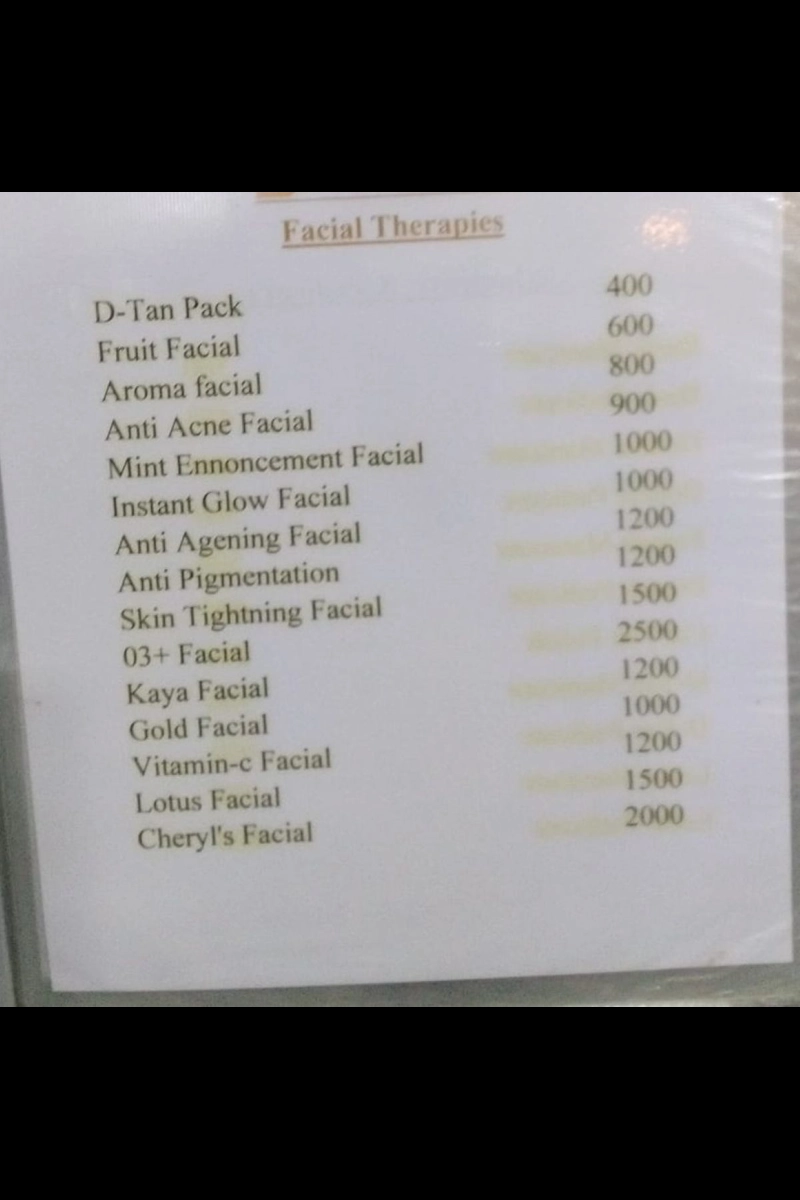 Facial Therapies
D-Tan Pack 400
Fruit Facial 600
Aroma facial 800
Anti Acne Facial 900
Mint Ennoncement Facial 1000
Instant Glow Facial 1000
Anti Agening Facial 1200
Anti Pigmentation 1200
Skin Tightning Facial 1500
03+ Facial 2500
Kaya Facial 1200
Gold Facial 1000
Vitamin-c Facial 1200
Lotus Facial 1500
Cheryl's Facial 2000